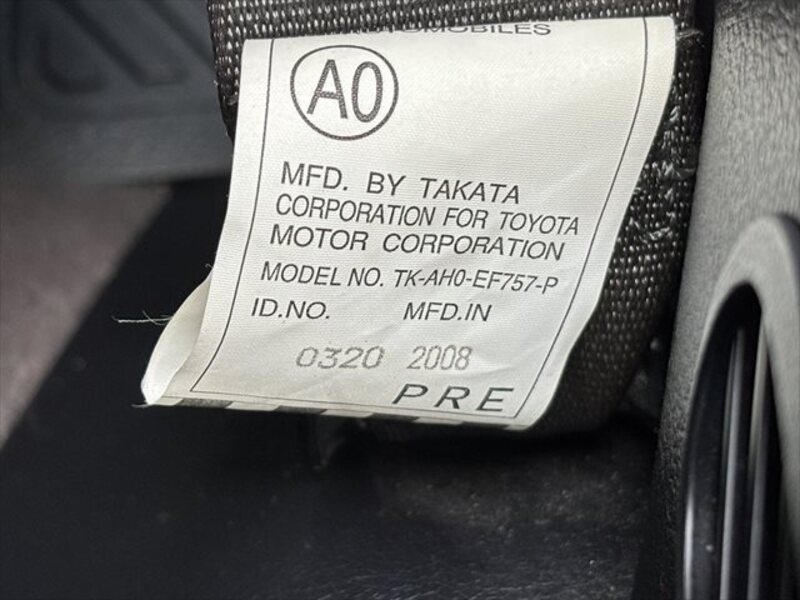 AUTOMOBILES
A0
MFD. BY TAKATA
CORPORATION FOR TOYOTA
MOTOR CORPORATION
MODEL NO. TK-AH0-EF757-P
ID.NO. MFD.IN
0320 2008
PRE